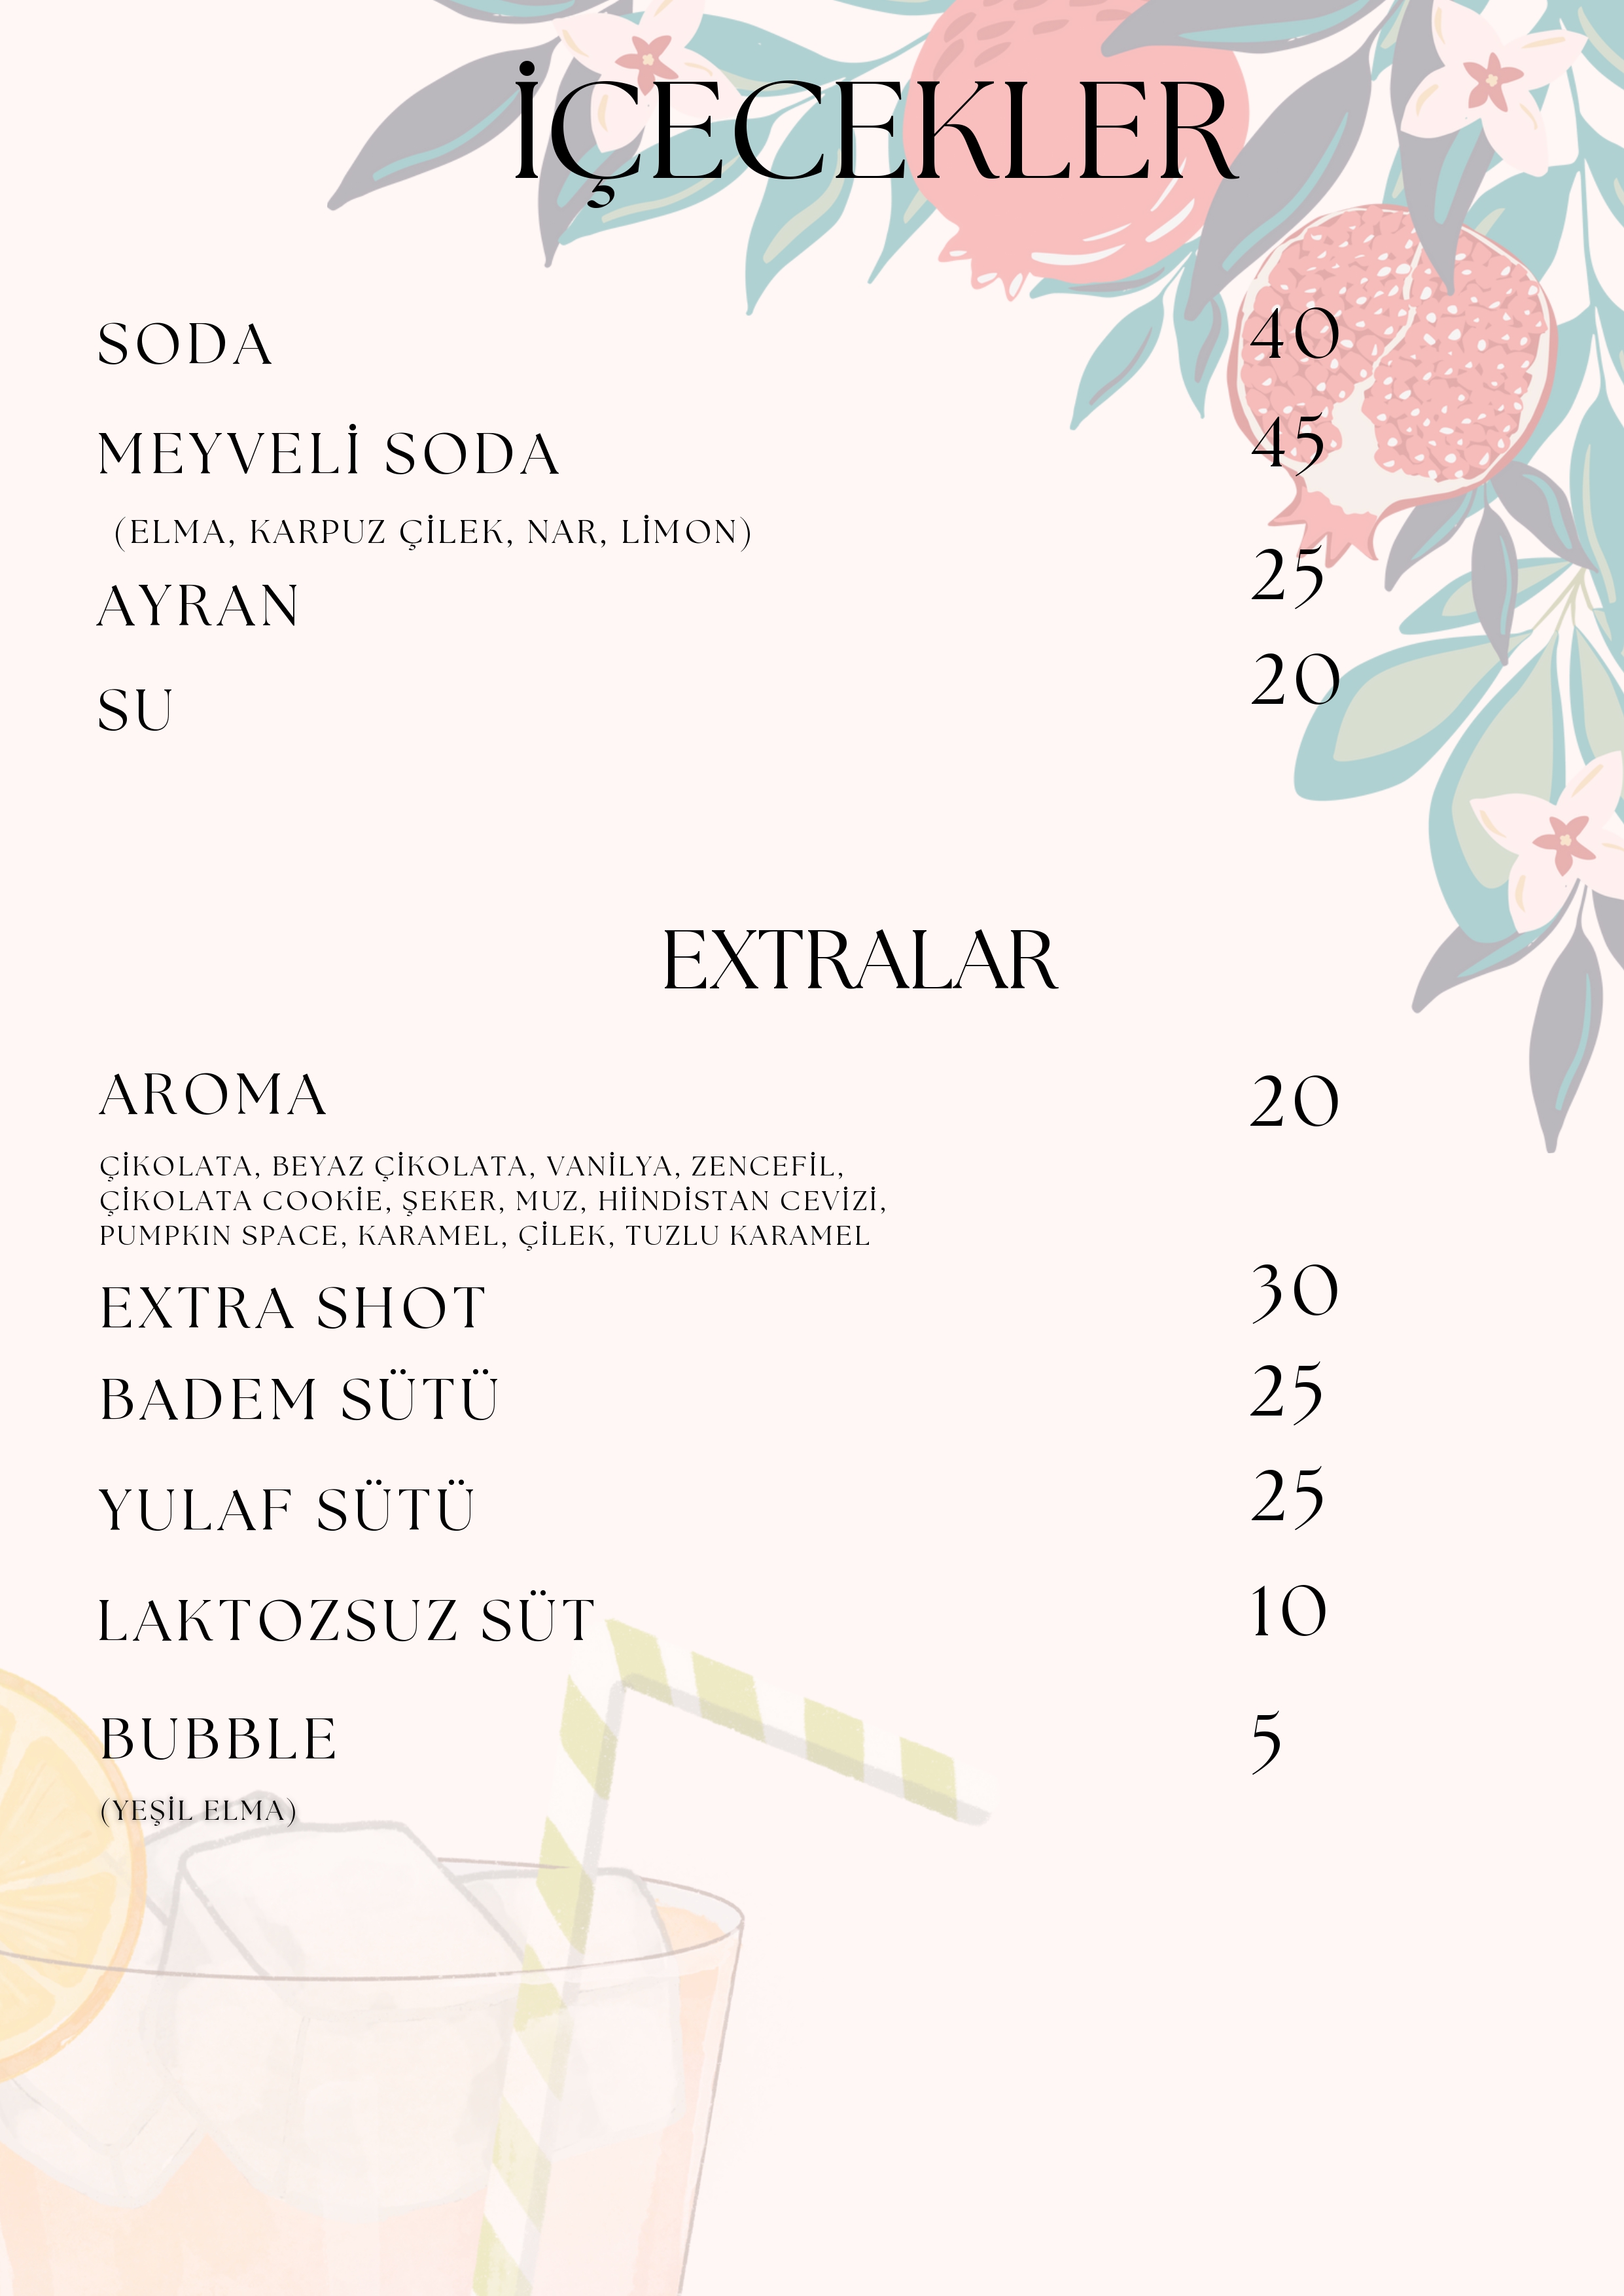 İÇECEKLER
SODA 40
MEYVELİ SODA 45
(ELMA, KARPUZ ÇİLEK, NAR, LİMON)
AYRAN 25
SU 20
EXTRALAR
AROMA 20
ÇİKOLATA, BEYAZ ÇİKOLATA, VANİLYA, ZENCEFİL,
ÇİKOLATA COOKİE, ŞEKER, MUZ, HİİNDİSTAN CEVİZİ,
PUMPKIN SPACE, KARAMEL, ÇİLEK, TUZLU KARAMEL
EXTRA SHOT 30
BADEM SÜTÜ 25
YULAF SÜTÜ 25
LAKTOZSUZ SÜT 10
BUBBLE 5
(YEŞİL ELMA)